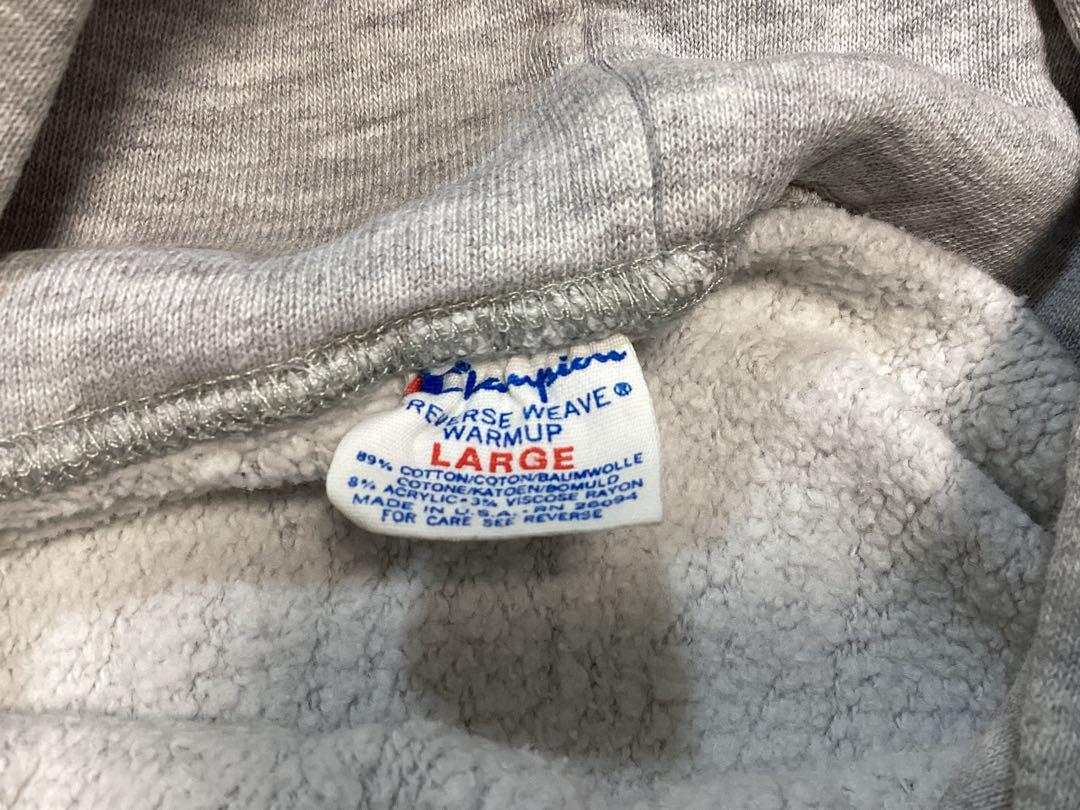 Champion
REVERSE WEAVE®
WARMUP
LARGE
89% COTTON/COTON/BAUMWOLLE
COTONE/KATOEN/BOMULD
8% ACRYLIC • 3% VISCOSE RAYON
MADE IN U.S.A. • RN 26094
FOR CARE SEE REVERSE